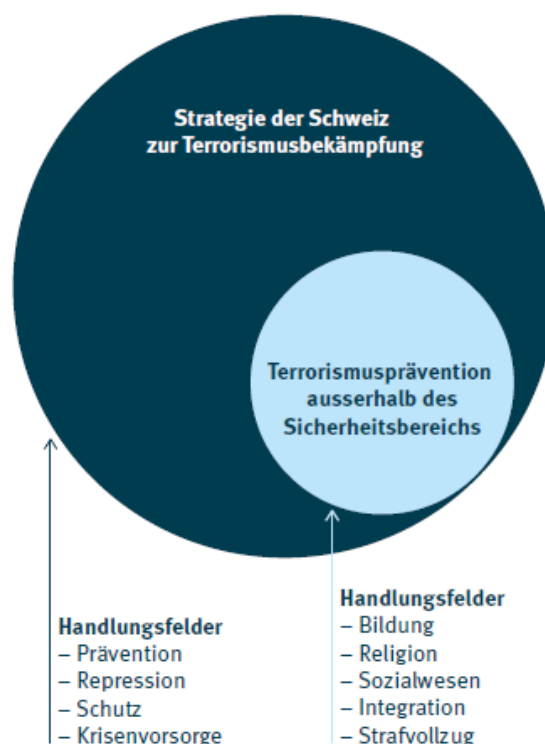 Strategie der Schweiz
zur Terrorismusbekämpfung
Terrorismusprävention
ausserhalb des
Sicherheitsbereichs
Handlungsfelder
– Prävention
– Repression
– Schutz
– Krisenvorsorge
Handlungsfelder
– Bildung
– Religion
– Sozialwesen
– Integration
– Strafvollzug